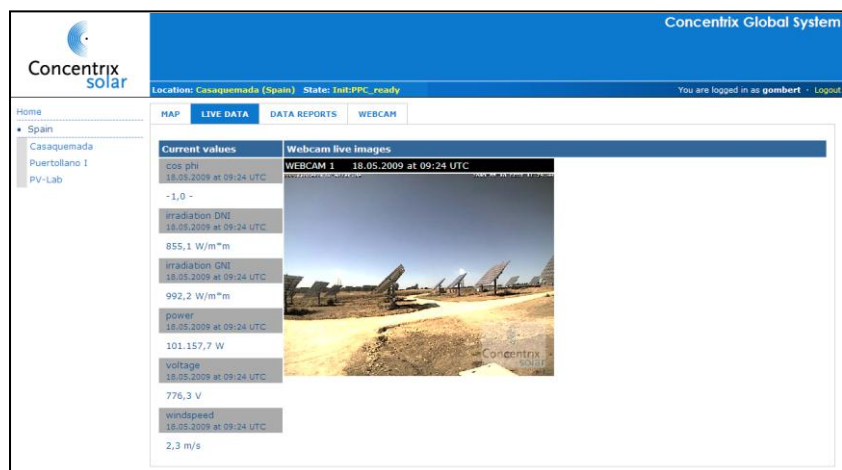 Concentrix Global System
Concentrix
solar
Location: Casaquemada (Spain) State: Init:PPC_ready
You are logged in as gombert · Logout
Home
Spain
Casaquemada
Puertollano I
PV-Lab
MAP LIVE DATA DATA REPORTS WEBCAM
Current values
cos phi
18.05.2009 at 09:24 UTC
-1,0 -
irradiation DNI
18.05.2009 at 09:24 UTC
855,1 W/m™m
irradiation GNI
18.05.2009 at 09:24 UTC
992,2 W/m™m
power
18.05.2009 at 09:24 UTC
101.157,7 W
voltage
18.05.2009 at 09:24 UTC
776,3 V
windspeed
18.05.2009 at 09:24 UTC
2,3 m/s
Webcam live images
WEBCAM 1 18.05.2009 at 09:24 UTC
Concentrix
solar